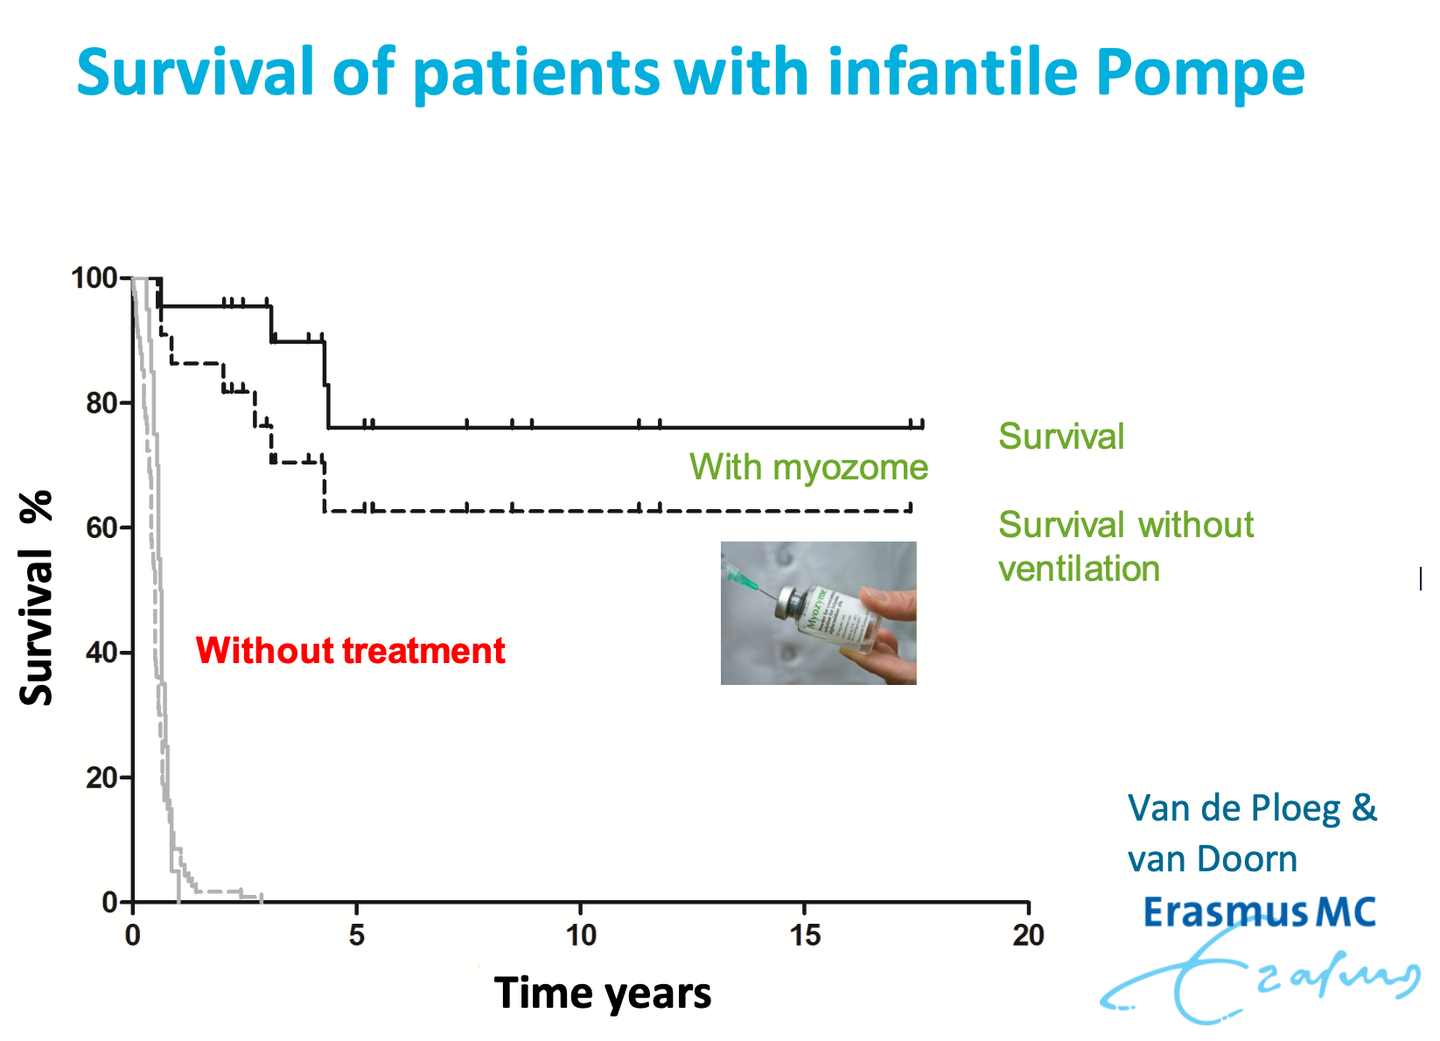 Survival of patients with infantile Pompe
Survival %
100
80
60
40
20
0
0 5 10 15 20
Time years
With myozome
Survival
Survival without
ventilation
Without treatment
Myozyme
Van de Ploeg &
van Doorn
Erasmus MC
Erasmus